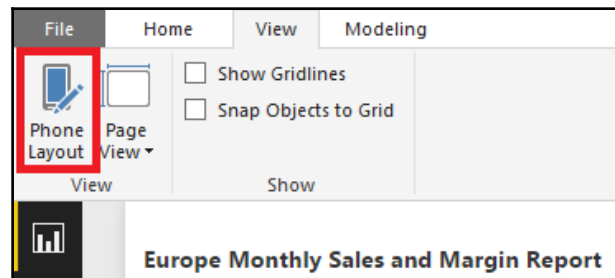 File Home View Modeling
Show Gridlines
Snap Objects to Grid
Phone Layout
Page View
View Show
Europe Monthly Sales and Margin Report